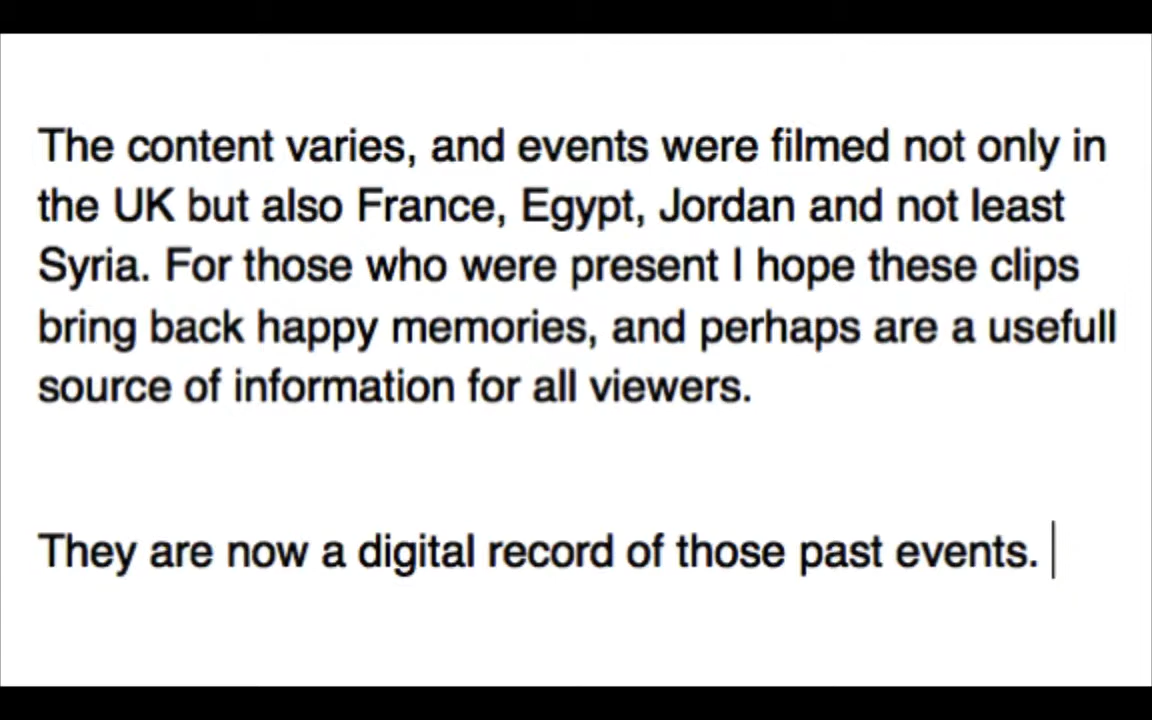 The content varies, and events were filmed not only in
the UK but also France, Egypt, Jordan and not least
Syria. For those who were present I hope these clips
bring back happy memories, and perhaps are a usefull
source of information for all viewers.
They are now a digital record of those past events.